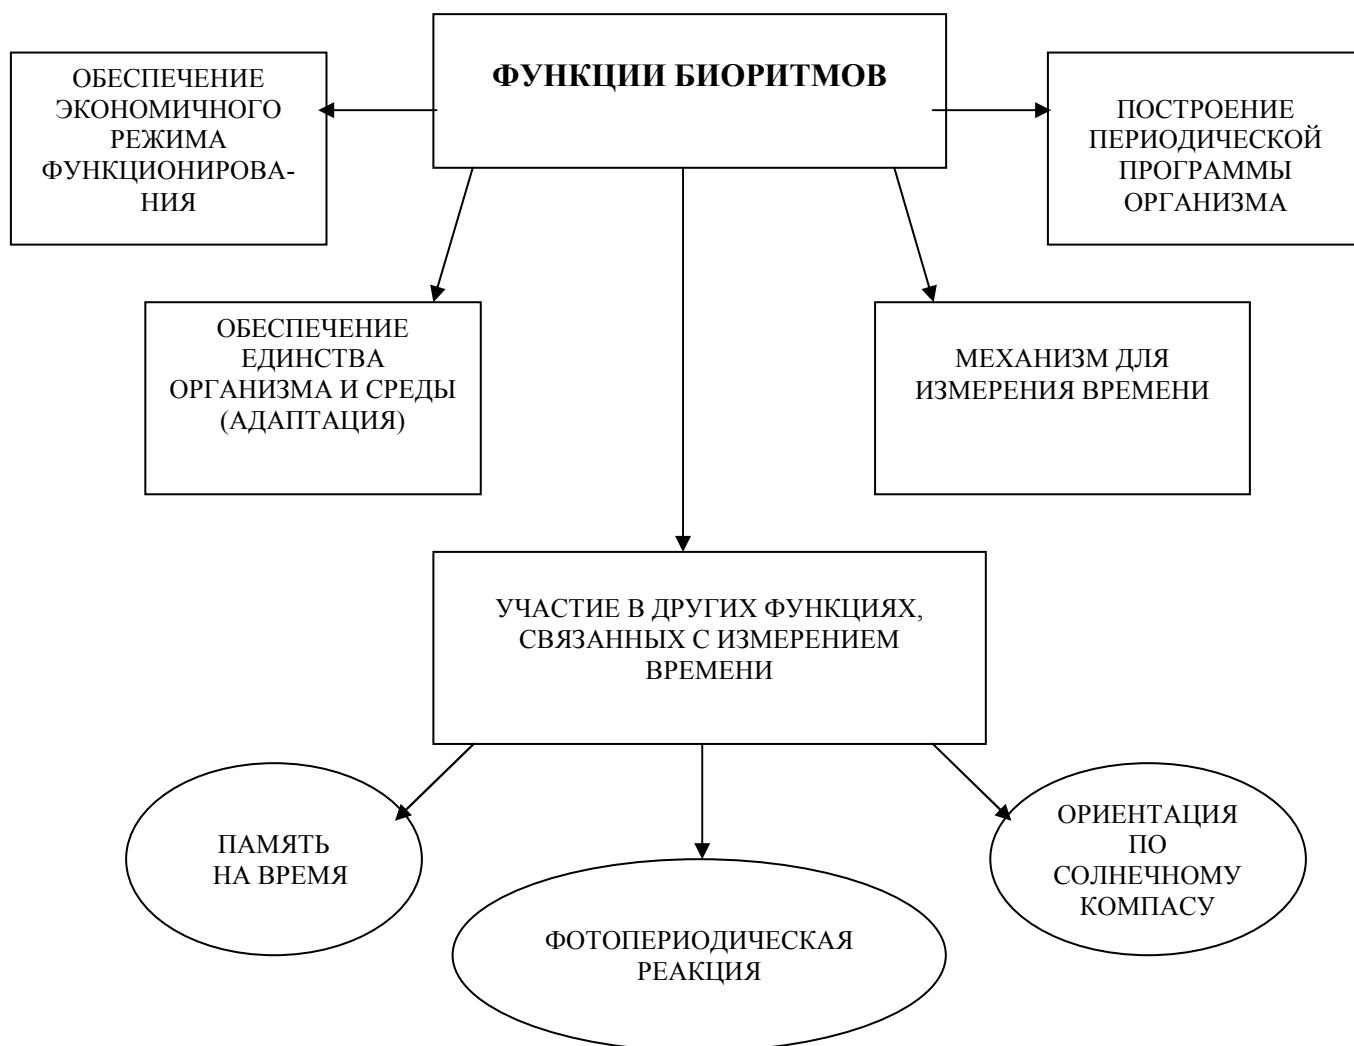 ФУНКЦИИ БИОРИТМОВ
ОБЕСПЕЧЕНИЕ
ЭКОНОМИЧНОГО
РЕЖИМА
ФУНКЦИОНИРОВА-
НИЯ
ПОСТРОЕНИЕ
ПЕРИОДИЧЕСКОЙ
ПРОГРАММЫ
ОРГАНИЗМА
ОБЕСПЕЧЕНИЕ
ЕДИНСТВА
ОРГАНИЗМА И СРЕДЫ
(АДАПТАЦИЯ)
МЕХАНИЗМ ДЛЯ
ИЗМЕРЕНИЯ ВРЕМЕНИ
УЧАСТИЕ В ДРУГИХ ФУНКЦИЯХ,
СВЯЗАННЫХ С ИЗМЕРЕНИЕМ
ВРЕМЕНИ
ПАМЯТЬ
НА ВРЕМЯ
ФОТОПЕРИОДИЧЕСКАЯ
РЕАКЦИЯ
ОРИЕНТАЦИЯ
ПО
СОЛНЕЧНОМУ
КОМПАСУ